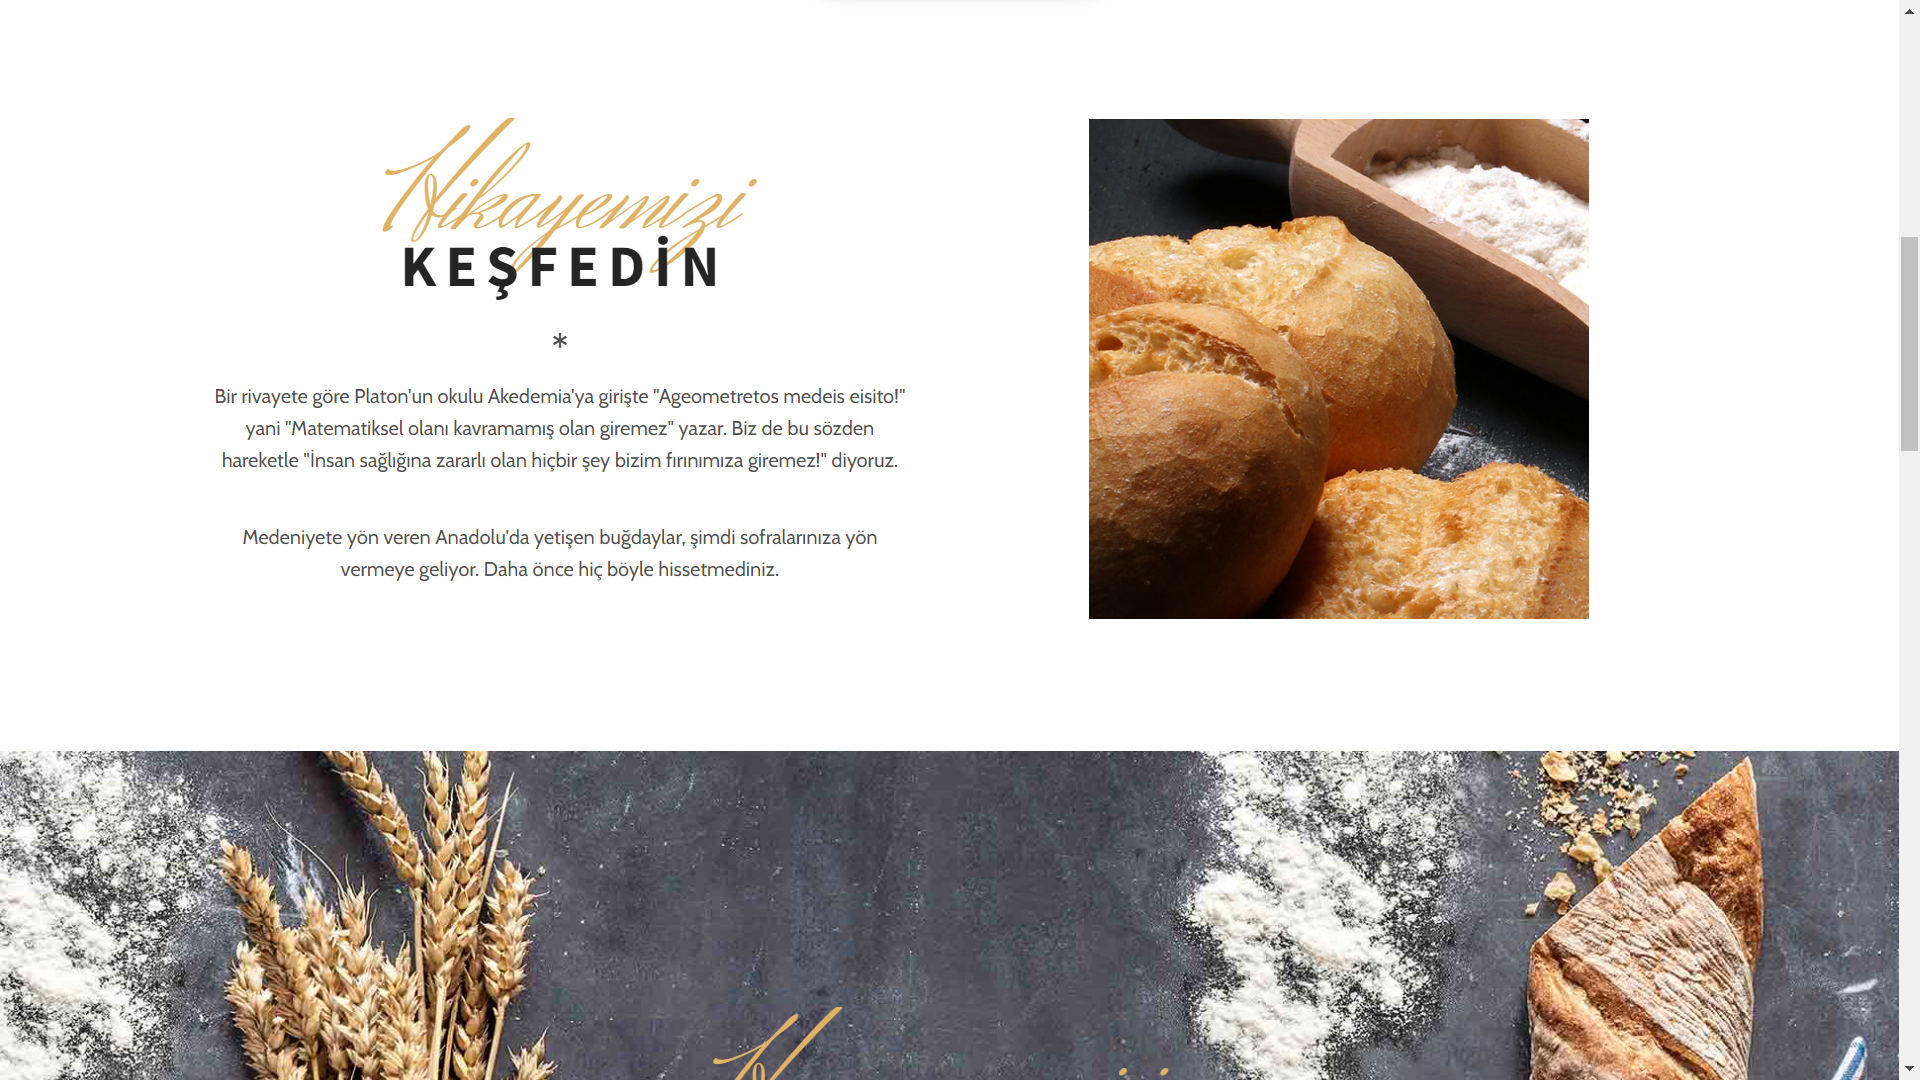 Hikayemizi
KEŞFEDİN
*
Bir rivayete göre Platon'un okulu Akedemia'ya girişte "Ageometretos medeis eisito!"
yani "Matematiksel olanı kavramamış olan giremez" yazar. Biz de bu sözden
hareketle "İnsan sağlığına zararlı olan hiçbir şey bizim fırınımıza giremez!" diyoruz.
Medeniyete yön veren Anadolu'da yetişen buğdaylar, şimdi sofralarınıza yön
vermeye geliyor. Daha önce hiç böyle hissetmediniz.